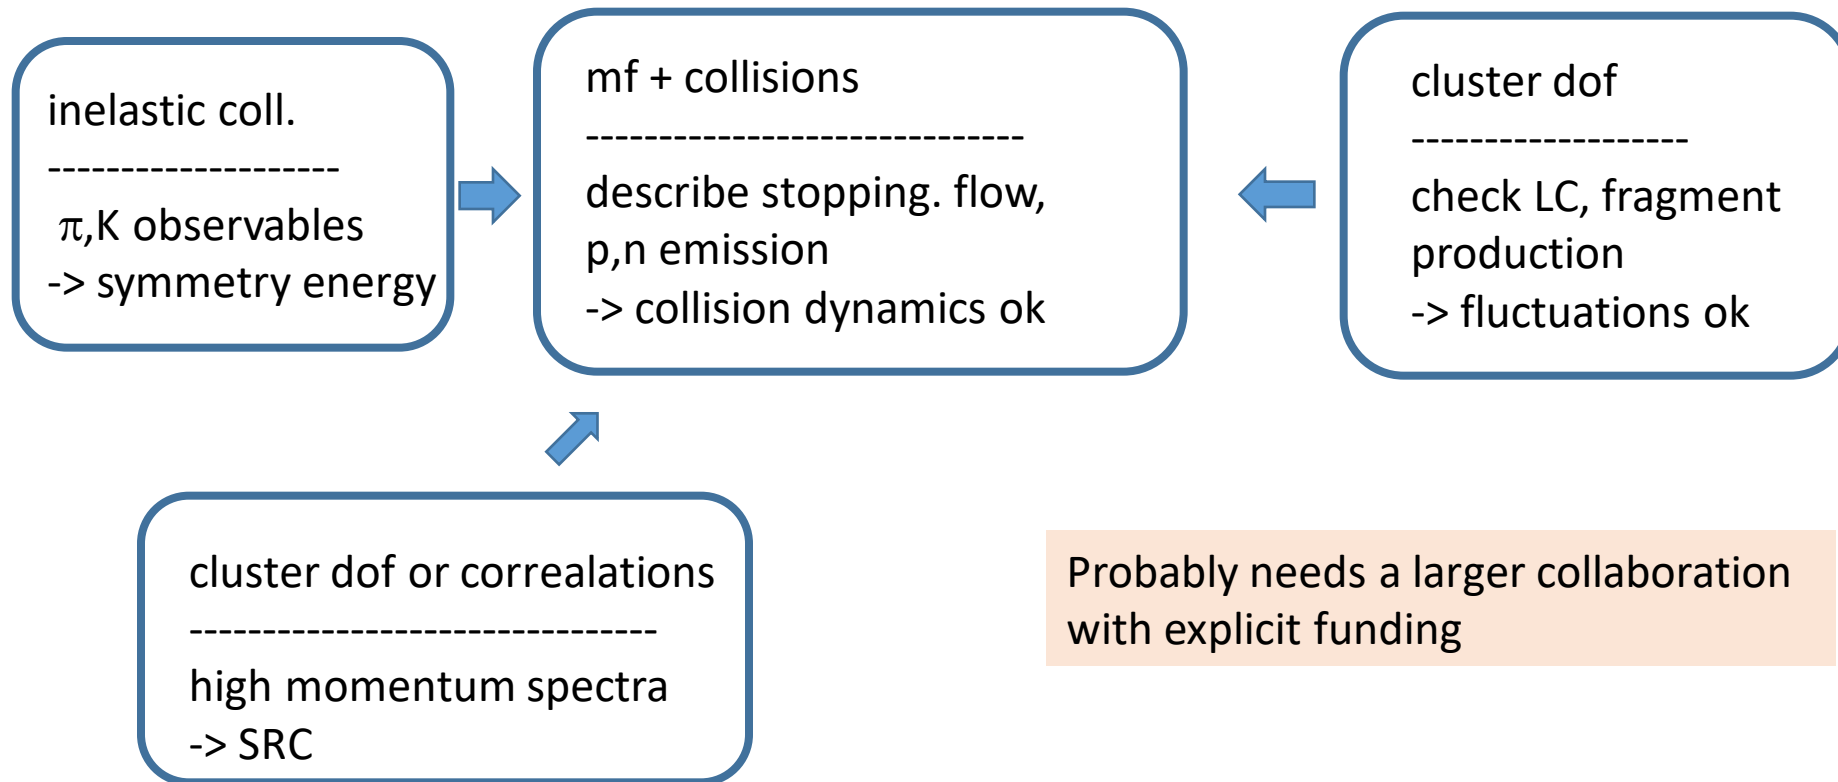 inelastic coll.
--------------------
π,K observables
-> symmetry energy
mf + collisions
------------------------------
describe stopping. flow,
p,n emission
-> collision dynamics ok
cluster dof
-------------------
check LC, fragment
production
-> fluctuations ok
cluster dof or correalations
--------------------------------
high momentum spectra
-> SRC
Probably needs a larger collaboration
with explicit funding